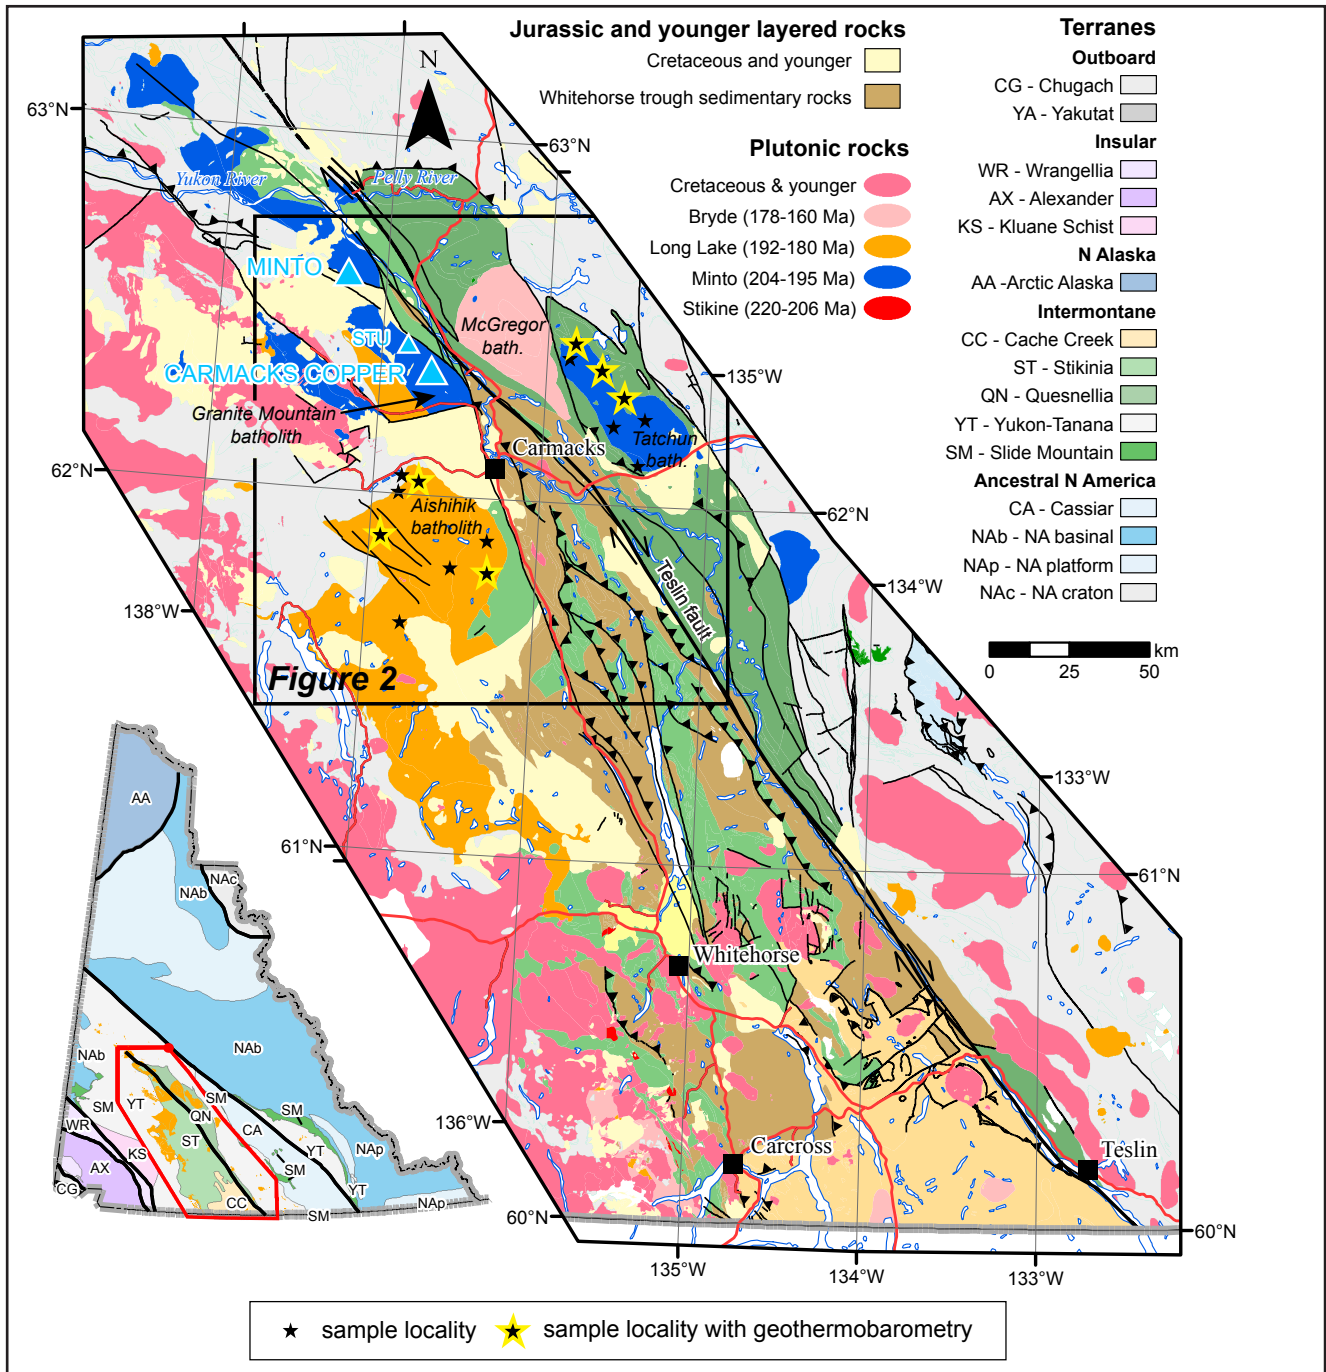 Jurassic and younger layered rocks
Cretaceous and younger
Whitehorse trough sedimentary rocks
Plutonic rocks
Cretaceous & younger
Bryde (178-160 Ma)
Long Lake (192-180 Ma)
Minto (204-195 Ma)
Stikine (220-206 Ma)
Terranes
Outboard
CG - Chugach
YA - Yakutat
Insular
WR - Wrangellia
AX - Alexander
KS - Kluane Schist
N Alaska
AA -Arctic Alaska
Intermontane
CC - Cache Creek
ST - Stikinia
QN - Quesnellia
YT - Yukon-Tanana
SM - Slide Mountain
Ancestral N America
CA - Cassiar
NAb - NA basinal
NAp - NA platform
NAc - NA craton
0 25 50 km
N
63°N
63°N
Yukon River
Pelly River
MINTO
STU
CARMACKS COPPER
Granite Mountain
batholith
McGregor
bath.
135°W
Tatchun
bath.
Carmacks
62°N
62°N
Aishihik
batholith
Teslin fault
134°W
138°W
Figure 2
133°W
61°N
61°N
Whitehorse
136°W
Carcross
Teslin
60°N
60°N
135°W
134°W
133°W
AA
NAb
NAc
NAb
NAb
SM
YT
SM
QN
ST
CA
SM
YT
NAp
WR
KS
AX
SM
YT
CG
CC
SM
NAp
sample locality
sample locality with geothermobarometry